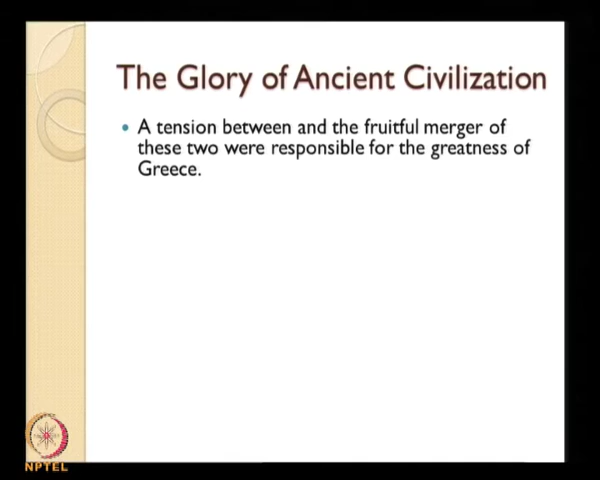 The Glory of Ancient Civilization
A tension between and the fruitful merger of
these two were responsible for the greatness of
Greece.
NPTEL